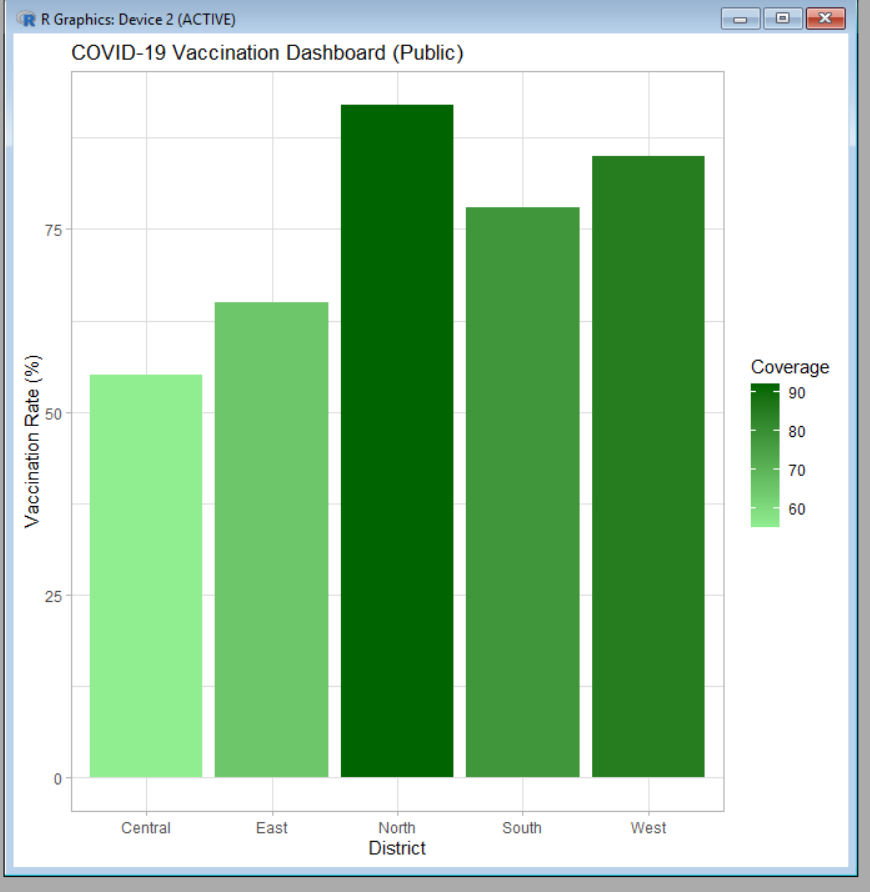 R Graphics: Device 2 (ACTIVE)
COVID-19 Vaccination Dashboard (Public)
Vaccination Rate (%)
75
50
25
0
Central East North South West
District
Coverage
90
80
70
60